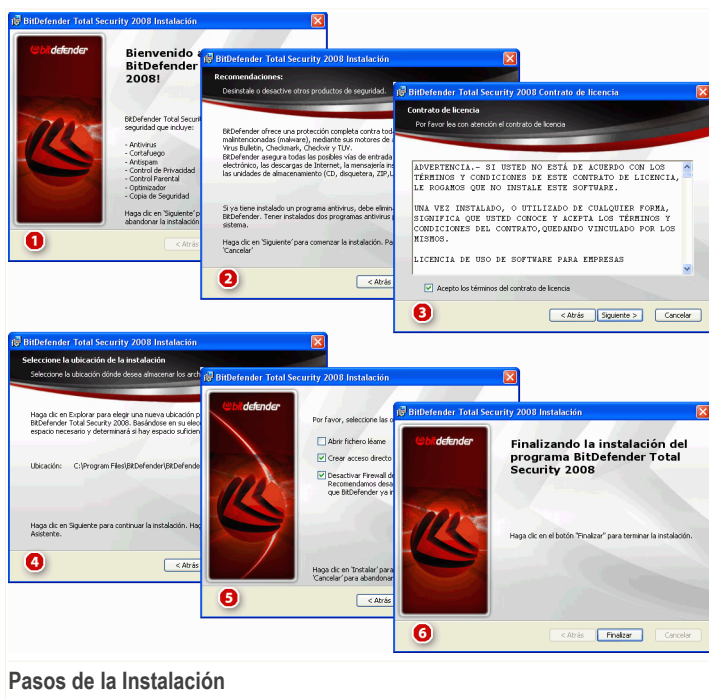 BitDefender Total Security 2008 Instalación
bitdefender
Bienvenido
BitDefender
2008!
BitDefender Total
seguridad que incluye:
- Antivirus
- Cortafuego
- Antispam
- Control de Privacidad
- Control Parental
- Optimizador
- Copia de Seguridad
Haga clic en 'Siguiente'
abandonar la instalación
< Atrás
1
BitDefender Total Security 2008 Instalación
Recomendaciones:
Desinstale o desactive otros productos de seguridad.
BitDefender ofrece una protección completa contra
malintencionadas (malware), mediante sus motores de
Virus Bulletin, Checkmark, Checkvir y TUV.
BitDefender asegura todas las posibles vías de entrada
electrónico, las descargas de Internet, la mensajería
las unidades de almacenamiento (CD, disquetera, ZIP,
Si ya tiene instalado un programa antivirus, debe
BitDefender. Tener instalados dos programas antivirus
sistema.
Haga clic en 'Siguiente' para comenzar la instalación.
'Cancelar'
< Atrás
2
BitDefender Total Security 2008 Contrato de licencia
Contrato de licencia
Por favor lea con atención el contrato de licencia
ADVERTENCIA.- SI USTED NO ESTÁ DE ACUERDO CON LOS
TÉRMINOS Y CONDICIONES DE ESTE CONTRATO DE LICENCIA,
LE ROGAMOS QUE NO INSTALE ESTE SOFTWARE.
UNA VEZ INSTALADO, O UTILIZADO DE CUALQUIER FORMA,
SIGNIFICA QUE USTED CONOCE Y ACEPTA LOS TÉRMINOS Y
CONDICIONES DEL CONTRATO,QUEDANDO VINCULADO POR LOS
MISMOS.
LICENCIA DE USO DE SOFTWARE PARA EMPRESAS
Acepto los términos del contrato de licencia
< Atrás Siguiente > Cancelar
3
BitDefender Total Security 2008 Instalación
Seleccione la ubicación de la instalación
Seleccione la ubicación dónde desea almacenar los
Haga clic en Explorar para elegir una nueva ubicación
BitDefender Total Security 2008. Basándose en su
espacio necesario y determinará si hay espacio
Ubicación: C:\Program Files\BitDefender\BitDefende
Haga clic en Siguiente para continuar la instalación.
Asistente.
< Atrás
4
BitDefender Total Security 2008 Instalación
bitdefender
Por favor, seleccione las
Abrir fichero léame
Crear acceso directo
Desactivar Firewall
Recomendamos
que BitDefender ya
Haga clic en 'Instalar' para
'Cancelar' para abandonar
< Atrás
5
BitDefender Total Security 2008 Instalación
bitdefender
Finalizando la instalación del
programa BitDefender Total
Security 2008
Haga clic en el botón "Finalizar" para terminar la instalación.
< Atrás Finalizar Cancelar
6
Pasos de la Instalación